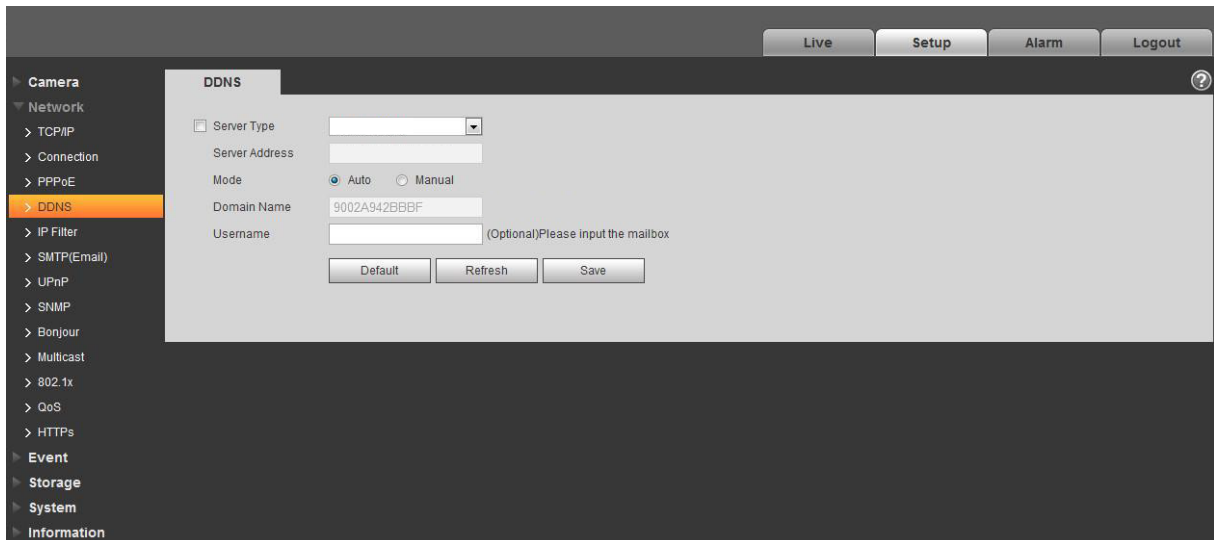 Live Setup Alarm Logout
Camera
Network
TCP/IP
Connection
PPPoE
DDNS
IP Filter
SMTP(Email)
UPnP
SNMP
Bonjour
Multicast
802.1x
QoS
HTTPs
Event
Storage
System
Information
DDNS
?
Server Type
Server Address
Mode Auto Manual
Domain Name 9002A942BBBF
Username (Optional)Please input the mailbox
Default Refresh Save